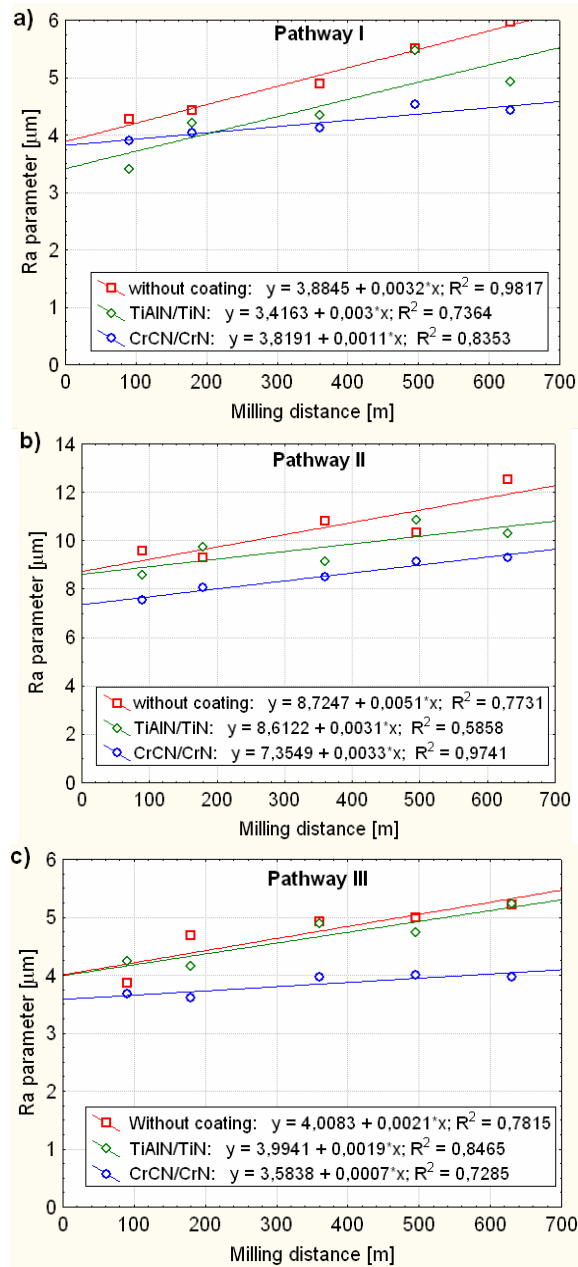 a)
Pathway I
6
5
4
3
2
1
0
Ra parameter [µm]
without coating: y = 3,8845 + 0,0032*x; R² = 0,9817
TiAlN/TiN: y = 3,4163 + 0,003*x; R² = 0,7364
CrCN/CrN: y = 3,8191 + 0,0011*x; R² = 0,8353
0 100 200 300 400 500 600 700
Milling distance [m]
b)
Pathway II
14
12
10
8
6
4
2
0
Ra parameter [µm]
without coating: y = 8,7247 + 0,0051*x; R² = 0,7731
TiAlN/TiN: y = 8,6122 + 0,0031*x; R² = 0,5858
CrCN/CrN: y = 7,3549 + 0,0033*x; R² = 0,9741
0 100 200 300 400 500 600 700
Milling distance [m]
c)
Pathway III
6
5
4
3
2
1
0
Ra parameter [µm]
Without coating: y = 4,0083 + 0,0021*x; R² = 0,7815
TiAlN/TiN: y = 3,9941 + 0,0019*x; R² = 0,8465
CrCN/CrN: y = 3,5838 + 0,0007*x; R² = 0,7285
0 100 200 300 400 500 600 700
Milling distance [m]